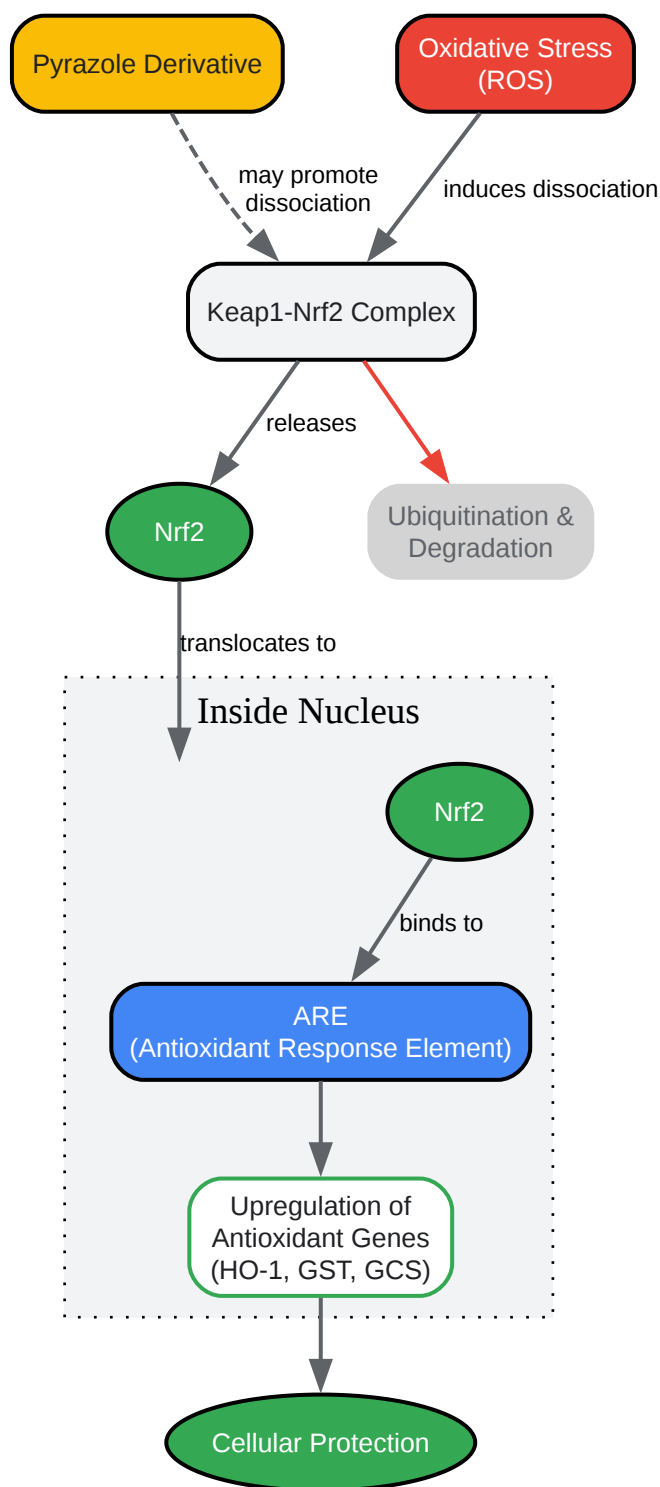 Pyrazole Derivative
Oxidative Stress
(ROS)
may promote
dissociation
induces dissociation
Keap1-Nrf2 Complex
releases
Nrf2
Ubiquitination &
Degradation
translocates to
Inside Nucleus
Nrf2
binds to
ARE
(Antioxidant Response Element)
Upregulation of
Antioxidant Genes
(HO-1, GST, GCS)
Cellular Protection